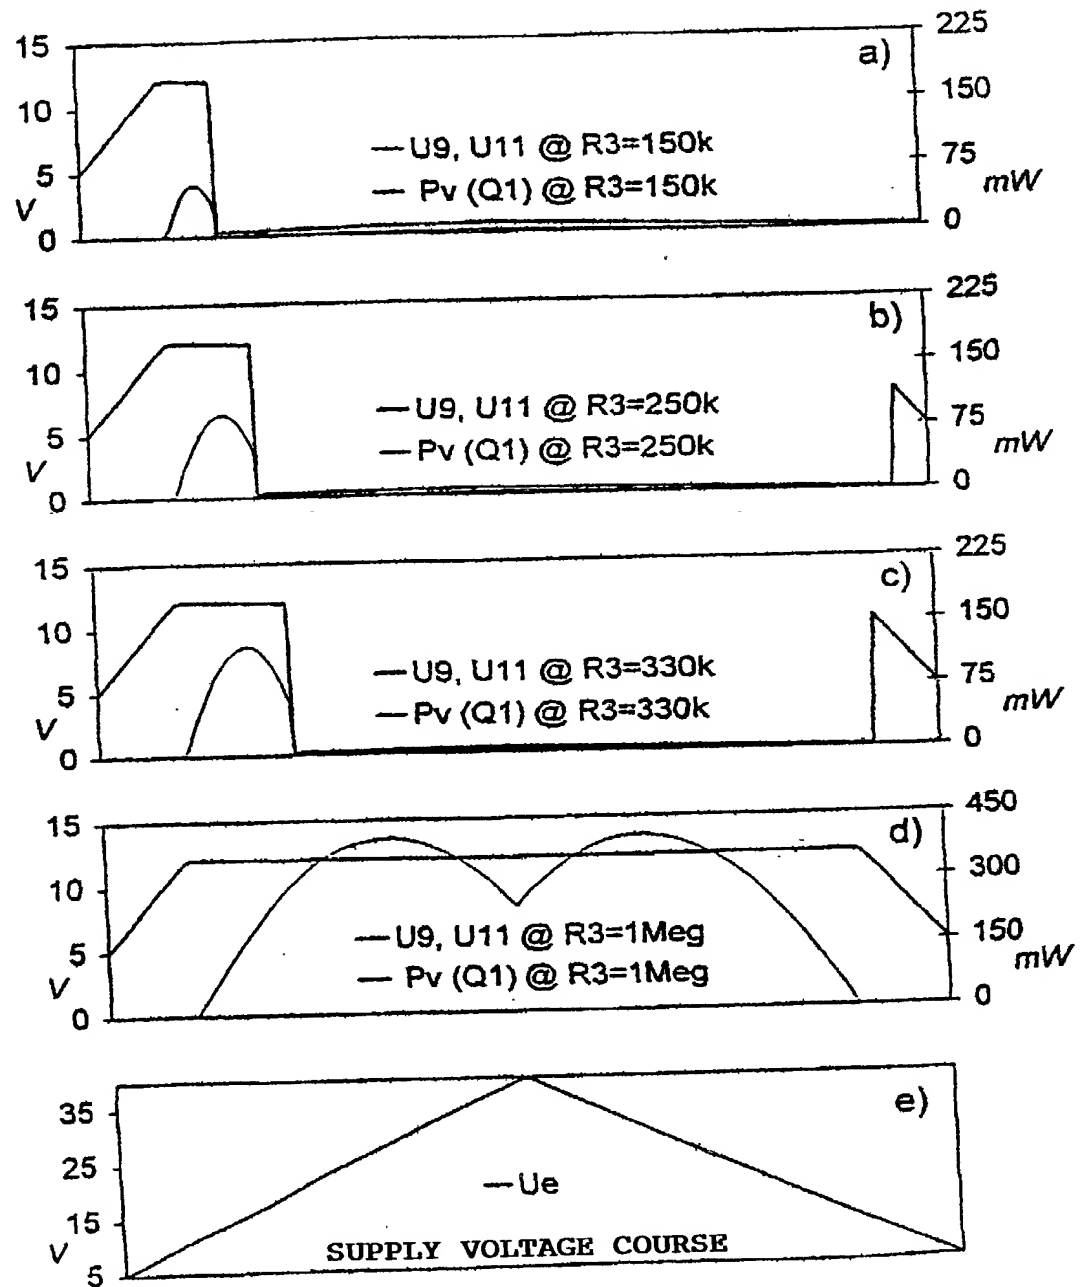 a)
15
10
5
V
0
225
150
75
mW
0
—U9, U11 @ R3=150k
— Pv (Q1) @ R3=150k
b)
15
10
5
V
0
225
150
75
mW
0
—U9, U11 @ R3=250k
—Pv (Q1) @ R3=250k
c)
15
10
5
V
0
225
150
75
mW
0
—U9, U11 @ R3=330k
—Pv (Q1) @ R3=330k
d)
15
10
5
V
0
450
300
150
mW
0
—U9, U11 @ R3=1Meg
— Pv (Q1) @ R3=1Meg
e)
35
25
15
V
5
—Ue
SUPPLY VOLTAGE COURSE